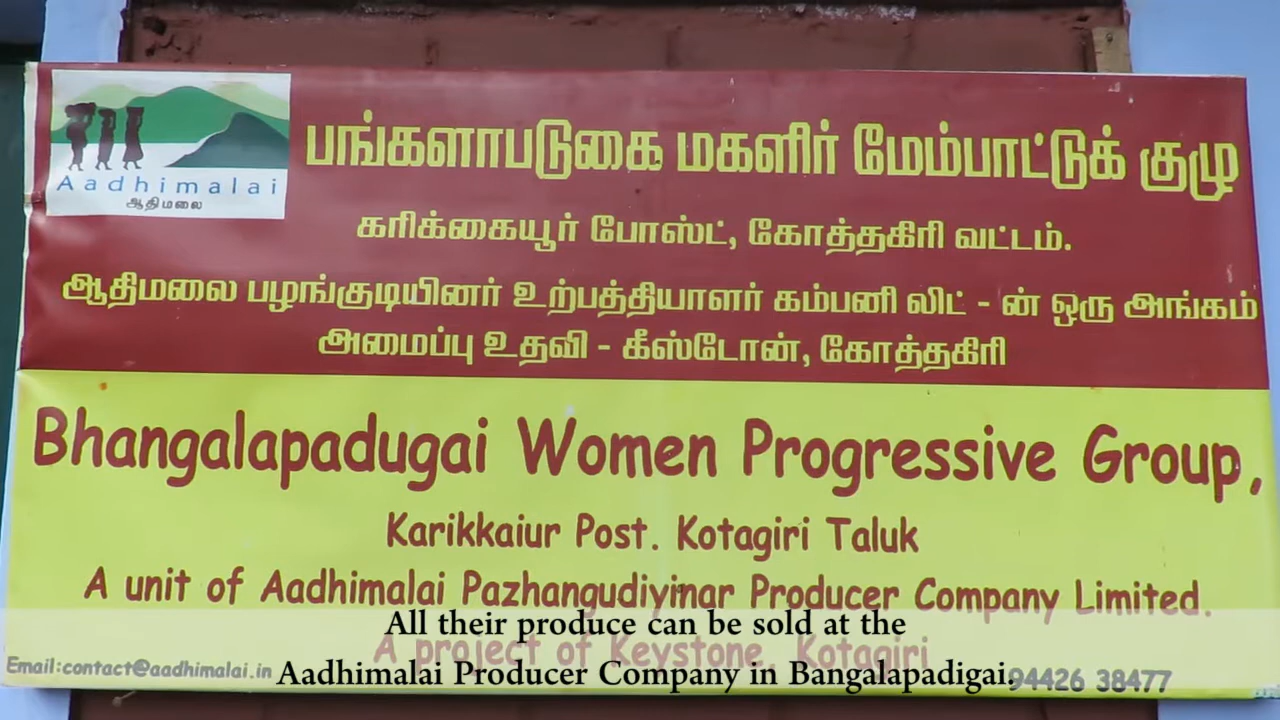 Aadhimalai
ஆதிமலை
பங்களாபடுகை மகளிர் மேம்பாட்டுக் குழு
கரிக்கையூர் போஸ்ட், கோத்தகிரி வட்டம்.
ஆதிமலை பழங்குடியினர் உற்பத்தியாளர் கம்பனி லிட் - ன் ஒரு அங்கம்
அமைப்பு உதவி - கீஸ்டோன், கோத்தகிரி
Bhangalapadugai Women Progressive Group,
Karikkaiur Post. Kotagiri Taluk
A unit of Aadhimalai Pazhangudiyinar Producer Company Limited.
A project of Keystone, Kotagiri
Email:contact@aadhimalai.in
94426 38477
All their produce can be sold at the
Aadhimalai Producer Company in Bangalapadigai.